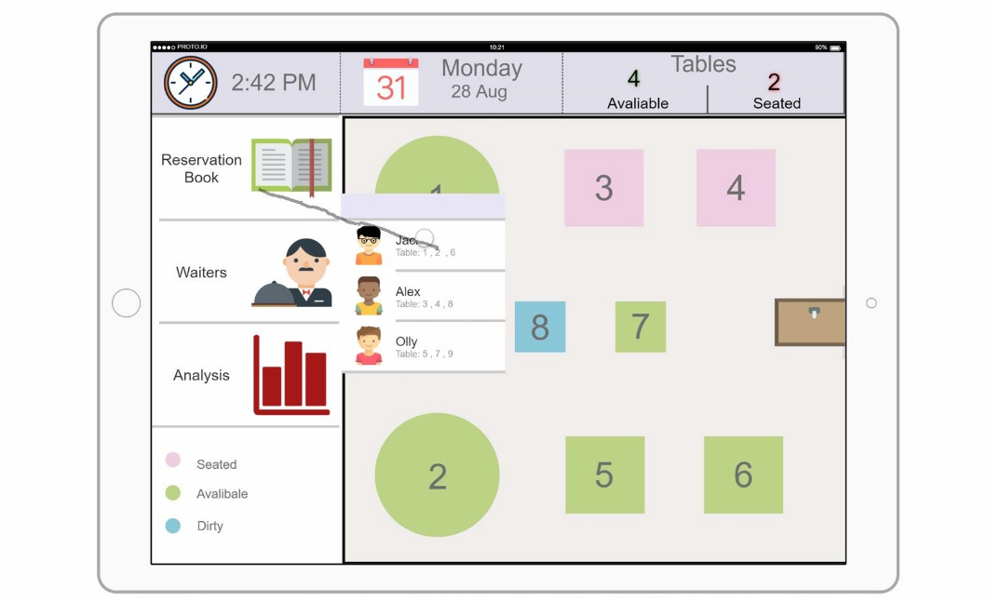 PROTO.IO
10:21
90%
2:42 PM
31
Monday
28 Aug
Tables
4
Avaliable
2
Seated
Reservation
Book
Waiters
Analysis
Seated
Avalibale
Dirty
1
3
4
Table: 1 , 2 , 6
Alex
Table: 3 , 4 , 8
Olly
Table: 5 , 7 , 9
8
7
2
5
6